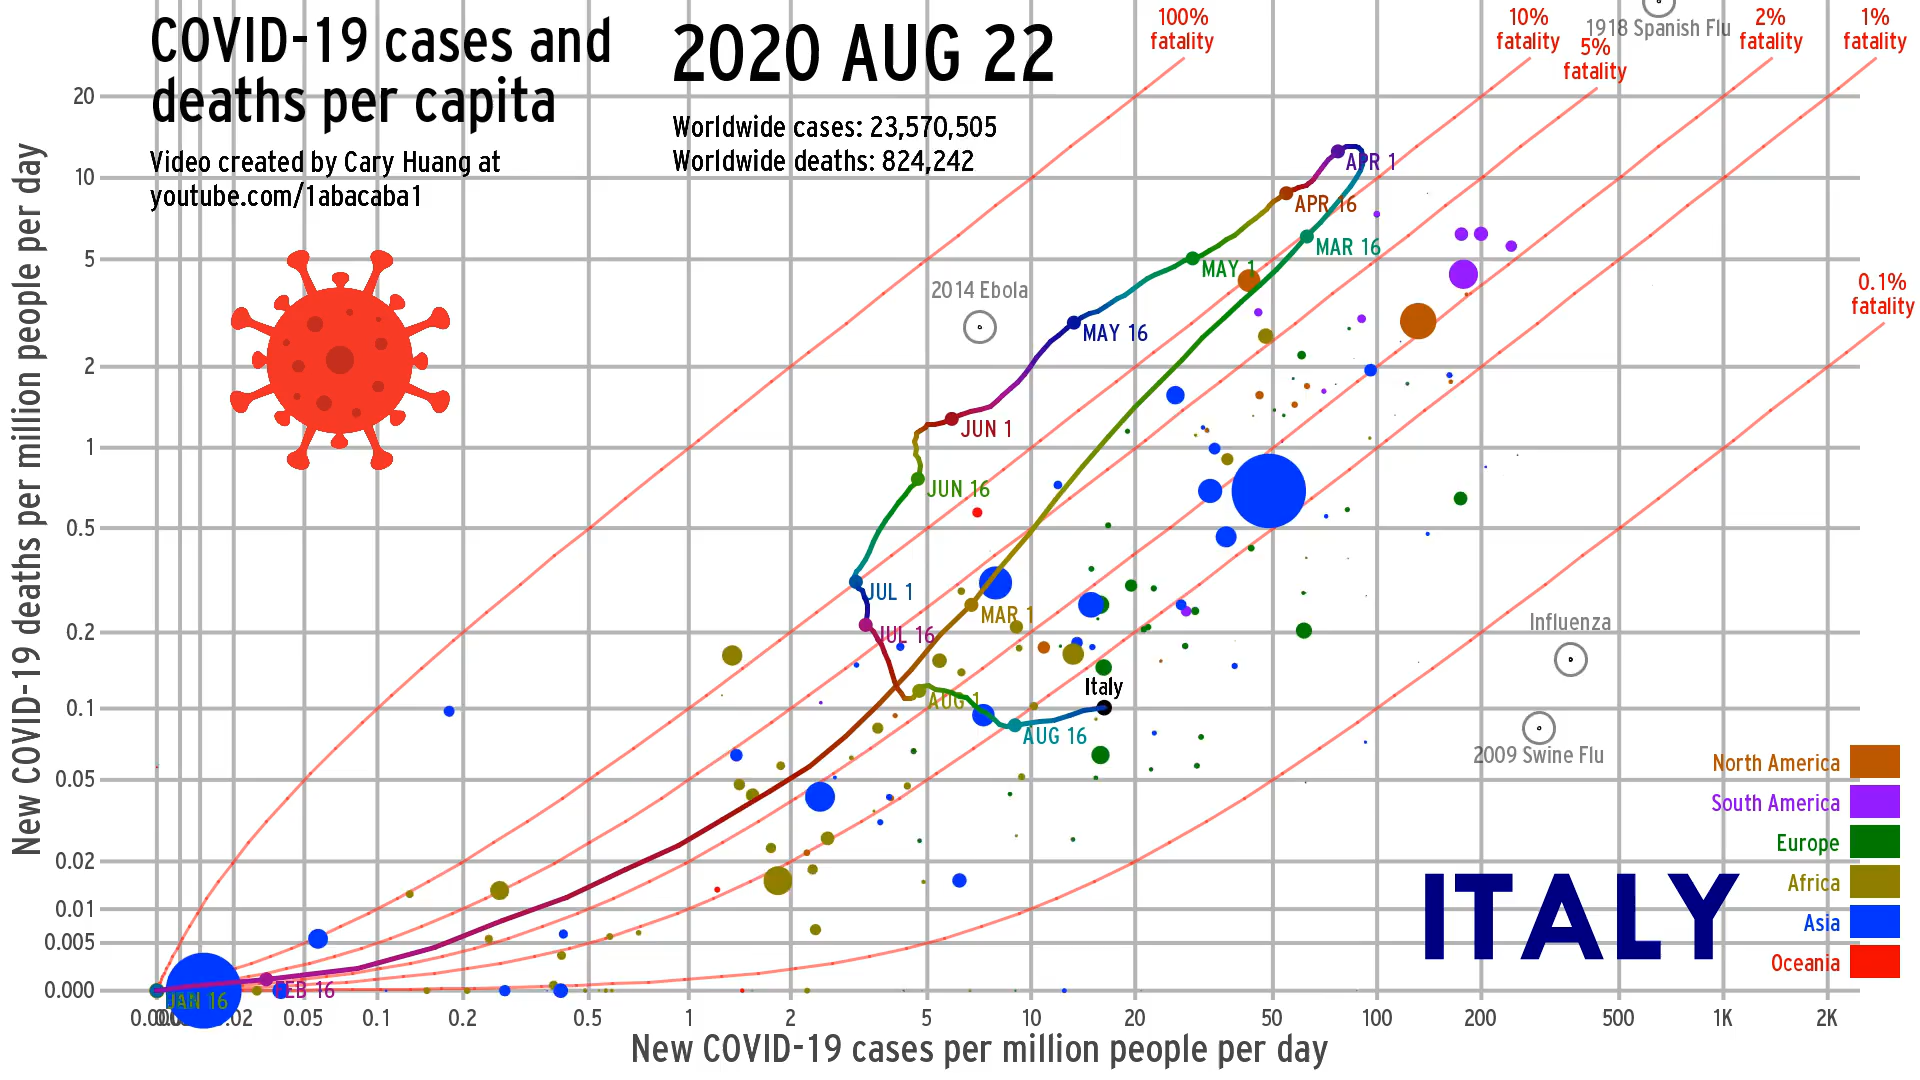 COVID-19 cases and
deaths per capita
Video created by Cary Huang at
youtube.com/1abacaba1
2020 AUG 22
Worldwide cases: 23,570,505
Worldwide deaths: 824,242
100%
fatality
10%
fatality
5%
fatality
1918 Spanish Flu
2%
fatality
1%
fatality
0.1%
fatality
New COVID-19 deaths per million people per day
20
10
5
2
1
0.5
0.2
0.1
0.05
0.02
0.01
0.005
0.000
APR 1
APR 16
MAR 16
MAY 1
2014 Ebola
MAY 16
JUN 1
JUN 16
JUL 1
MAR 1
JUL 16
Influenza
Italy
AUG 1
AUG 16
2009 Swine Flu
JAN 16
FEB 16
North America
South America
Europe
Africa
Asia
Oceania
ITALY
0.05
0.1
0.2
0.5
1
2
5
10
20
50
100
200
500
1K
2K
New COVID-19 cases per million people per day